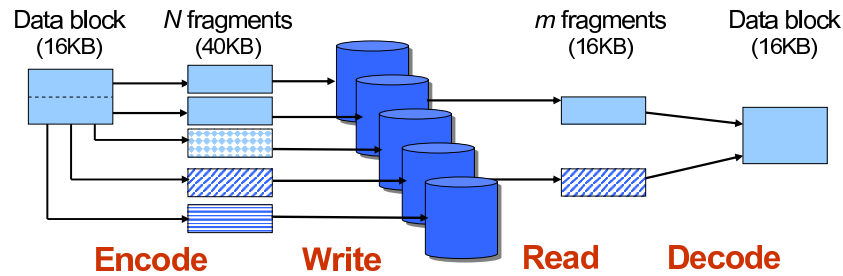 Data block
(16KB)
N fragments
(40KB)
m fragments
(16KB)
Data block
(16KB)
Encode
Write
Read
Decode